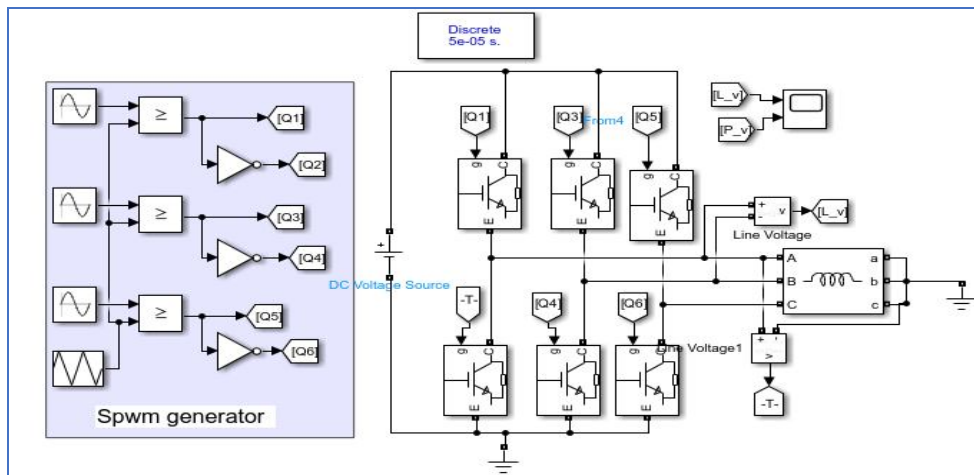 Discrete
5e-05 s.
≥
[Q1]
[Q2]
≥
[Q3]
[Q4]
≥
[Q5]
[Q6]
Spwm generator
[Q1]
[Q3]
From4
[Q5]
g
C
E
g
C
E
g
C
E
+
DC Voltage Source
-T-
[Q4]
[Q6]
g
C
E
g
C
E
g
C
E
[L_v]
[P_v]
+
-
v
[L_v]
Line Voltage
A
B
C
a
b
c
Line Voltage1
+
-
v
-T-